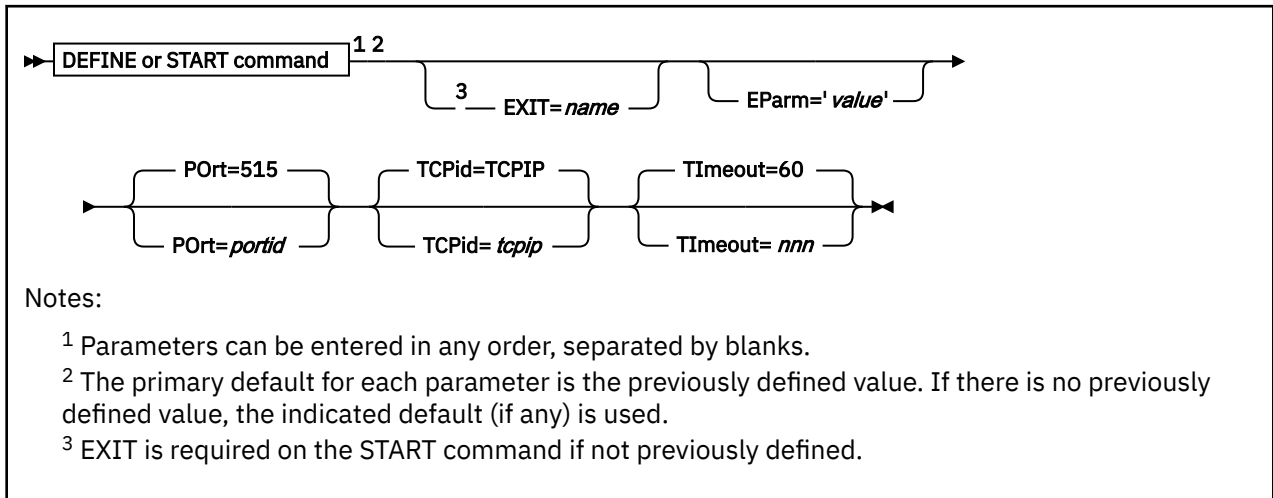 DEFINE or START command 1 2
3 EXIT= name EParm=' value'
POrt=515 TCPid=TCPIP TImeout=60
POrt= portid TCPid= tcpip TImeout= nnn
Notes:
1 Parameters can be entered in any order, separated by blanks.
2 The primary default for each parameter is the previously defined value. If there is no previously
defined value, the indicated default (if any) is used.
3 EXIT is required on the START command if not previously defined.